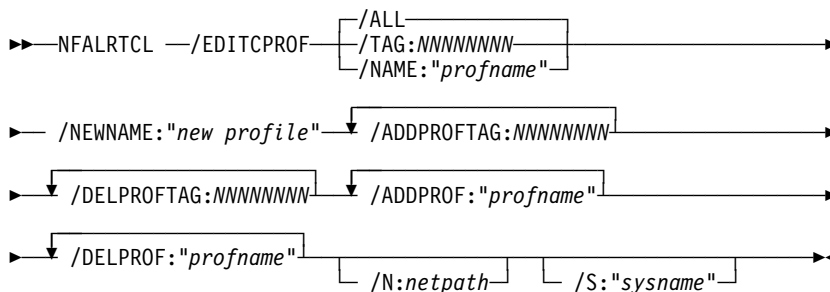 /ALL
NFALRTCL /EDITCPROF /TAG:NNNNNNNN
/NAME:"profname"
/NEWNAME:"new profile" /ADDPROFTAG:NNNNNNNN
/DELPROFTAG:NNNNNNNN /ADDPROF:"profname"
/DELPROF:"profname"
/N:netpath /S:"sysname"